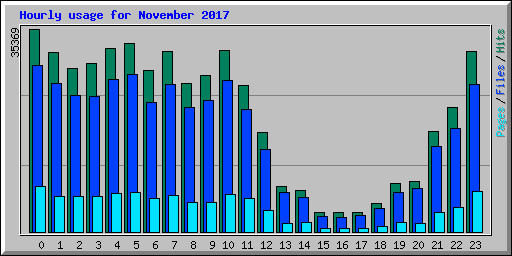 Hourly usage for November 2017
35369
Pages/Files/Hits
0 1 2 3 4 5 6 7 8 9 10 11 12 13 14 15 16 17 18 19 20 21 22 23